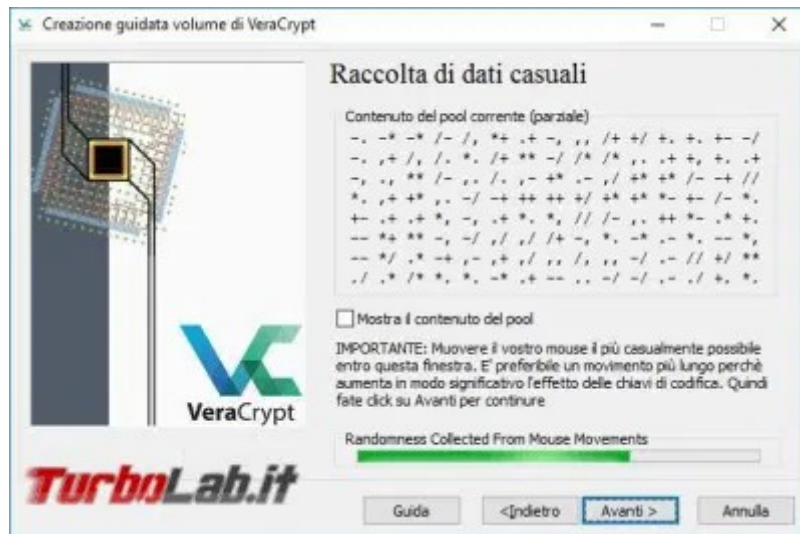 Creazione guidata volume di VeraCrypt
Raccolta di dati casuali
Contenuto del pool corrente (parziale)
-. -* -* /- /, *+ .+ -, ,, /+ +/ +. +. +- -/
-. ,+ /, /. *. /+ ** -/ /* /* ,. .+ +, +. .+
-, ., ** /- ,. /. ,- +* .- ,/ +* +* /- -+ //
*. ,+ +* ,. -/ -+ ++ ++ +/ +* +* *- +- /- *.
+- .+ .+ *, -, .+ *. *, // /- ,. ++ *- .* +.
-- *+ ** -, -/ ,/ ,/ /+ -, *. -* .- *. -- *,
-- */ .* -+ ,- ,+ ,/ ,, /, ,, -/ .- // +/ **
./ .* /* *. *. -* .+ -- .. -/ -/ .- ./ +. *.
Mostra il contenuto del pool
IMPORTANTE: Muovere il vostro mouse il più casualmente possibile
entro questa finestra. E' preferibile un movimento più lungo perchè
aumenta in modo significativo l'effetto delle chiavi di codifica. Quindi
fate click su Avanti per continure
VeraCrypt
Randomness Collected From Mouse Movements
TurboLab.it
Guida
<Indietro
Avanti >
Annulla